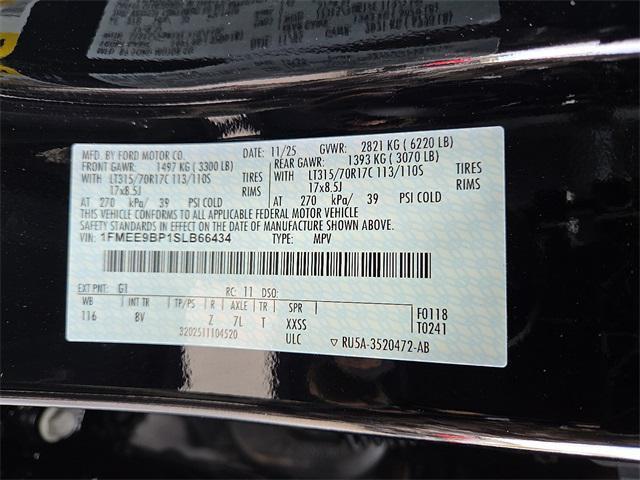 MFD. BY FORD MOTOR CO. 11/25 GVWR: 2821 KG ( 6220 LB)
FRONT GAWR: 1497 KG ( 3300 LB) REAR GAWR: 1393 KG ( 3070 LB)
WITH LT315/70R17C 113/110S TIRES WITH LT315/70R17C 113/110S TIRES
17x8.5J RIMS 17x8.5J RIMS
AT 270 kPa/ 39 PSI COLD AT 270 kPa/ 39 PSI COLD
THIS VEHICLE CONFORMS TO ALL APPLICABLE FEDERAL MOTOR VEHICLE
SAFETY STANDARDS IN EFFECT ON THE DATE OF MANUFACTURE SHOWN ABOVE.
VIN: 1FMEE9BP1SLB66434 TYPE: MPV
EXT PNT: G1 RC: 11 DSO:
WB INT TR TP/PS R AXLE TR SPR F0118
116 BV Z 7L T XXSS T0241
3202511104520 ULC ▽ RU5A-3520472-AB